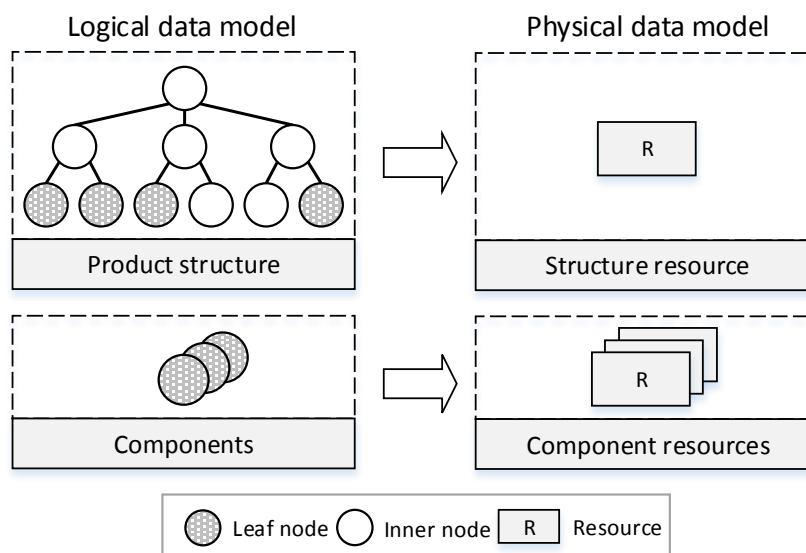 Logical data model
Physical data model
R
Product structure
Structure resource
R
Components
Component resources
Leaf node
Inner node
R
Resource